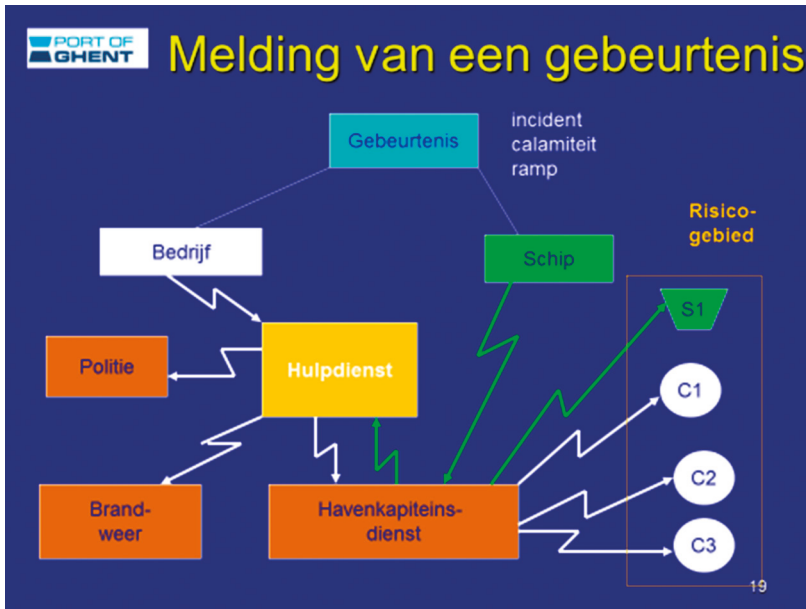 PORT OF
GHENT
Melding van een gebeurtenis
Gebeurtenis
incident
calamiteit
ramp
Risico-
gebied
Bedrijf
Schip
S1
Politie
Hulpdienst
C1
C2
Brand-
weer
Havenkapiteins-
dienst
C3
19